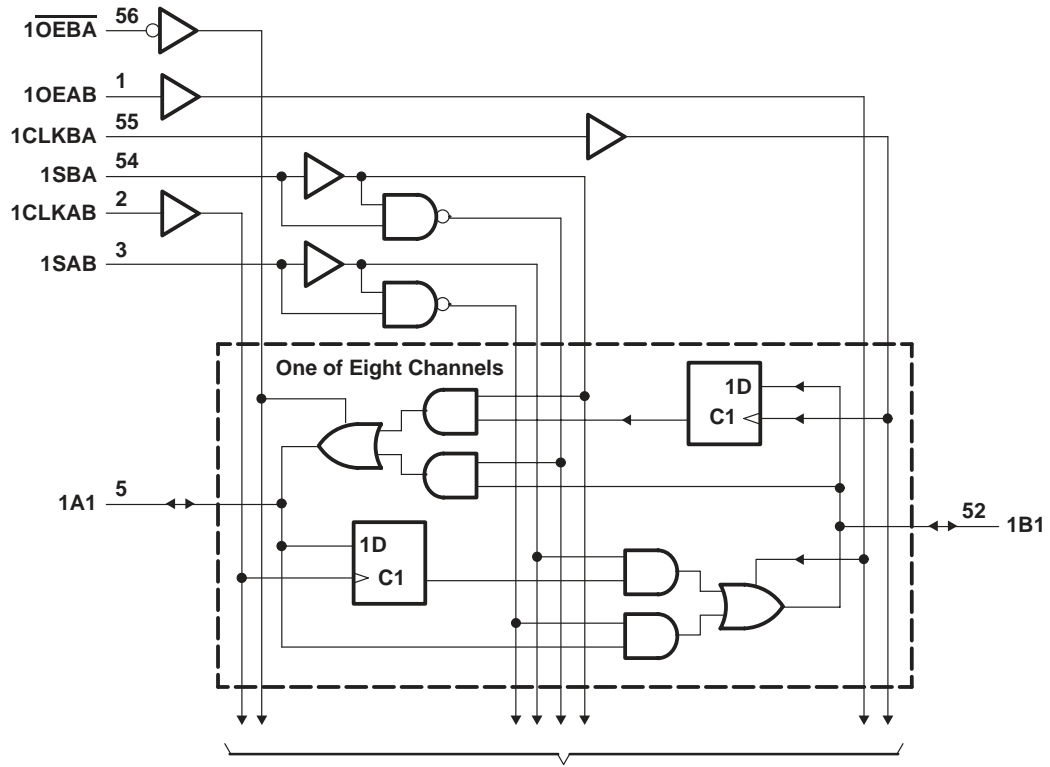 1O̅E̅B̅A̅ 56
1OEAB 1
1CLKBA 55
1SBA 54
1CLKAB 2
1SAB 3
One of Eight Channels
1D
C1
1A1 5
52 1B1
1D
C1